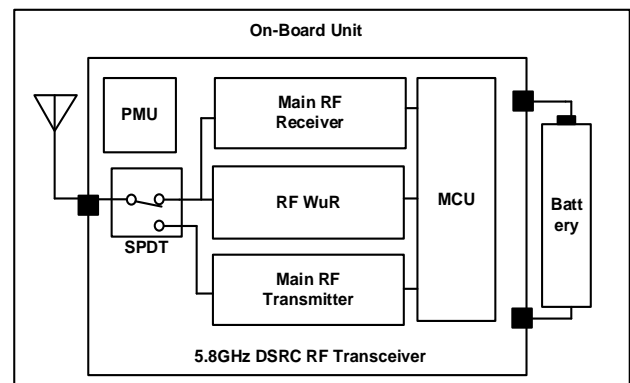 On-Board Unit
PMU
Main RF
Receiver
RF WuR
MCU
Batt
ery
SPDT
Main RF
Transmitter
5.8GHz DSRC RF Transceiver